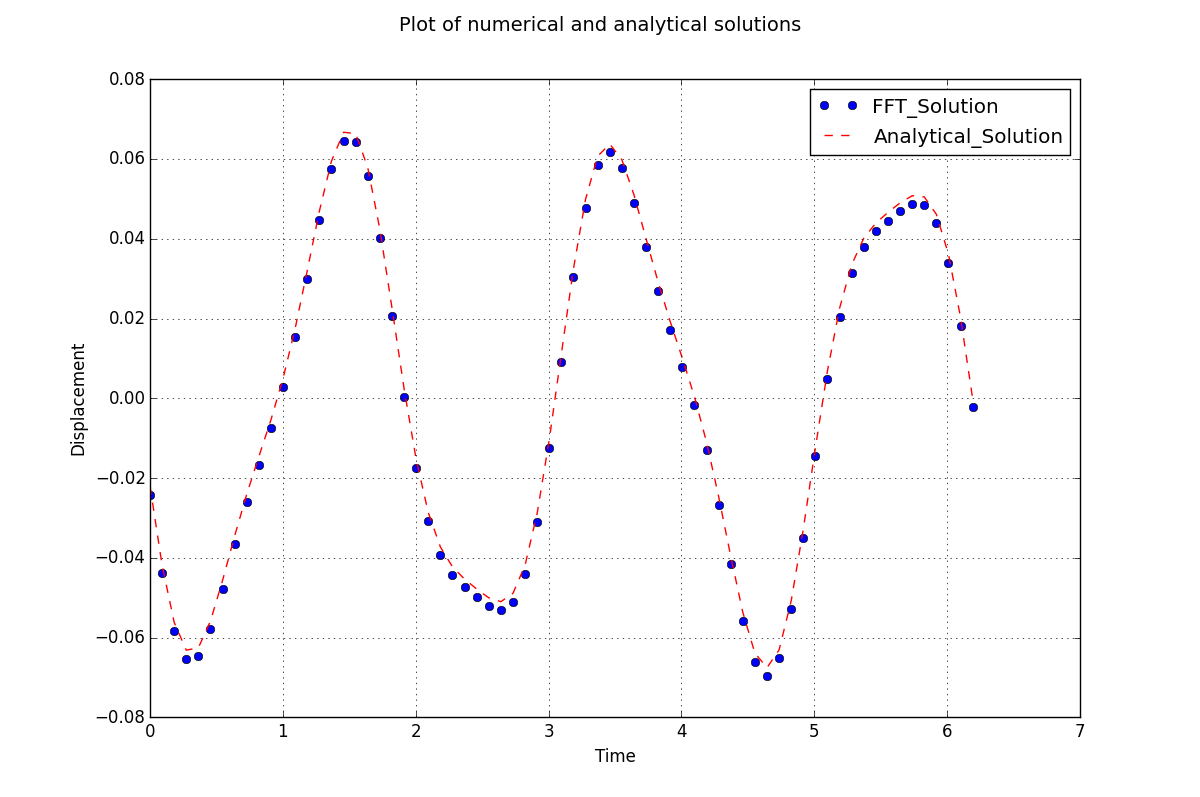 Plot of numerical and analytical solutions
FFT_Solution
Analytical_Solution
0.08
0.06
0.04
0.02
0.00
−0.02
−0.04
−0.06
−0.08
Displacement
0 1 2 3 4 5 6 7
Time